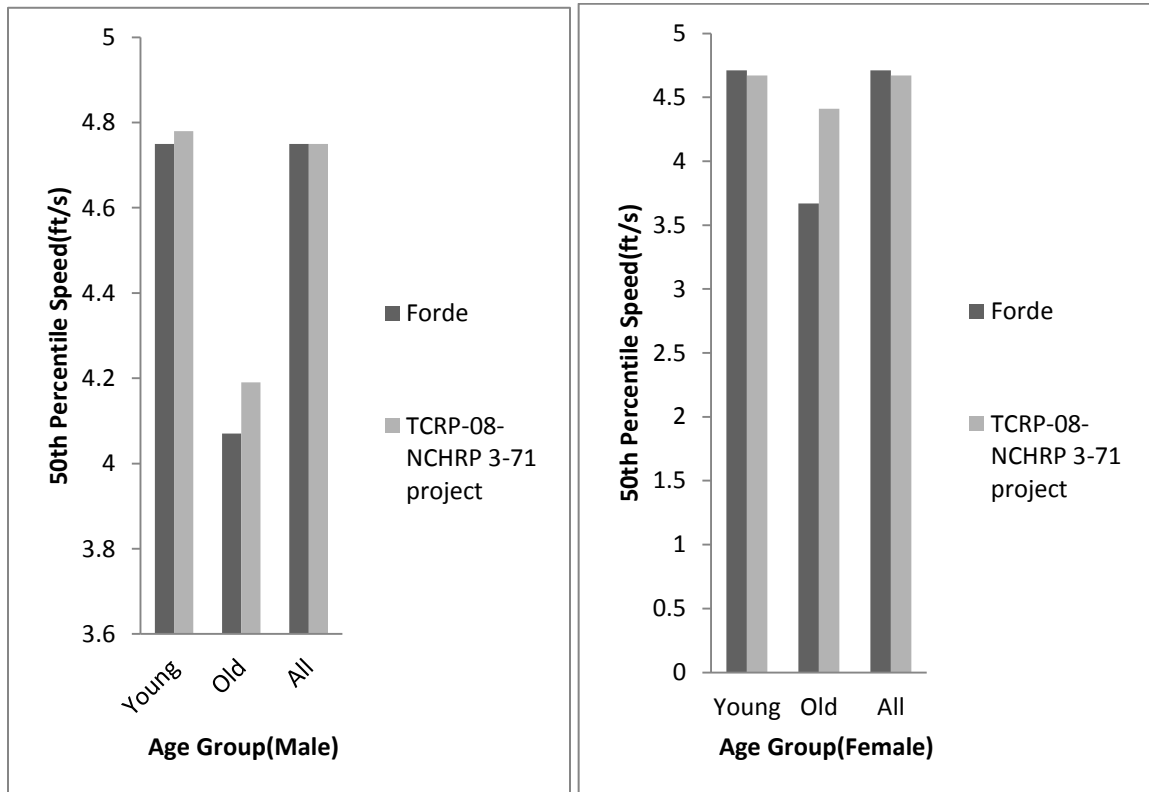 5
4.8
4.6
4.4
4.2
4
3.8
3.6
50th Percentile Speed(ft/s)
Young
Old
All
Age Group(Male)
Forde
TCRP-08-
NCHRP 3-71
project
5
4.5
4
3.5
3
2.5
2
1.5
1
0.5
0
50th Percentile Speed(ft/s)
Young Old All
Age Group(Female)
Forde
TCRP-08-
NCHRP 3-71
project